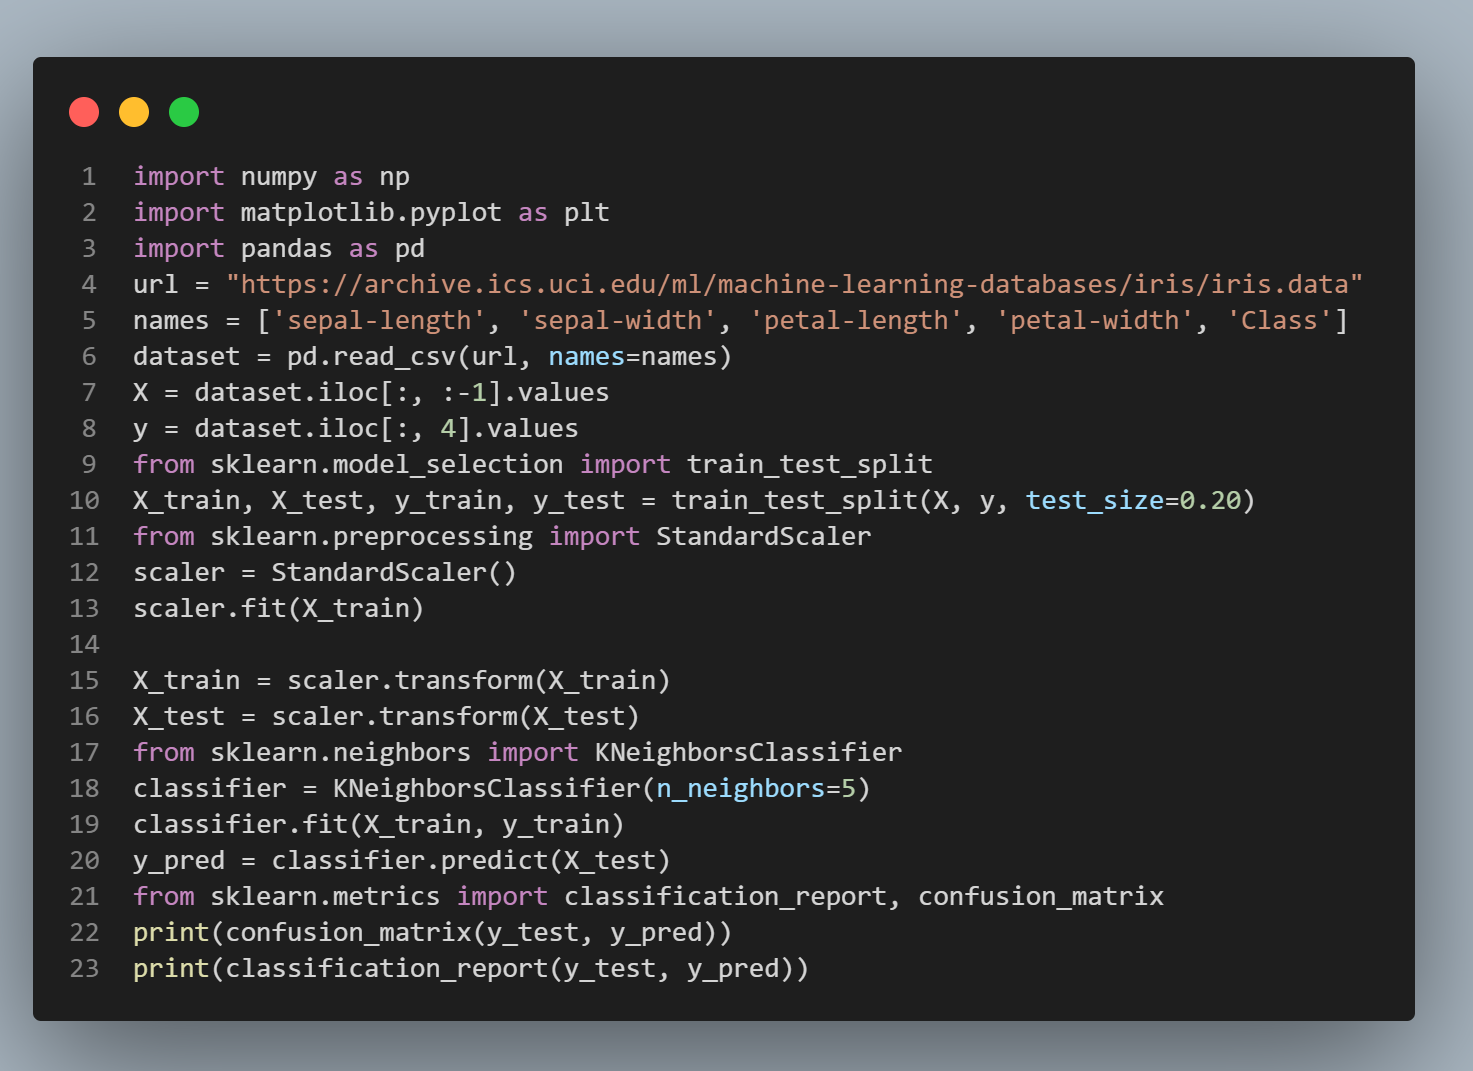 1 import numpy as np
2 import matplotlib.pyplot as plt
3 import pandas as pd
4 url = "https://archive.ics.uci.edu/ml/machine-learning-databases/iris/iris.data"
5 names = ['sepal-length', 'sepal-width', 'petal-length', 'petal-width', 'Class']
6 dataset = pd.read_csv(url, names=names)
7 X = dataset.iloc[:, :-1].values
8 y = dataset.iloc[:, 4].values
9 from sklearn.model_selection import train_test_split
10 X_train, X_test, y_train, y_test = train_test_split(X, y, test_size=0.20)
11 from sklearn.preprocessing import StandardScaler
12 scaler = StandardScaler()
13 scaler.fit(X_train)
14
15 X_train = scaler.transform(X_train)
16 X_test = scaler.transform(X_test)
17 from sklearn.neighbors import KNeighborsClassifier
18 classifier = KNeighborsClassifier(n_neighbors=5)
19 classifier.fit(X_train, y_train)
20 y_pred = classifier.predict(X_test)
21 from sklearn.metrics import classification_report, confusion_matrix
22 print(confusion_matrix(y_test, y_pred))
23 print(classification_report(y_test, y_pred))